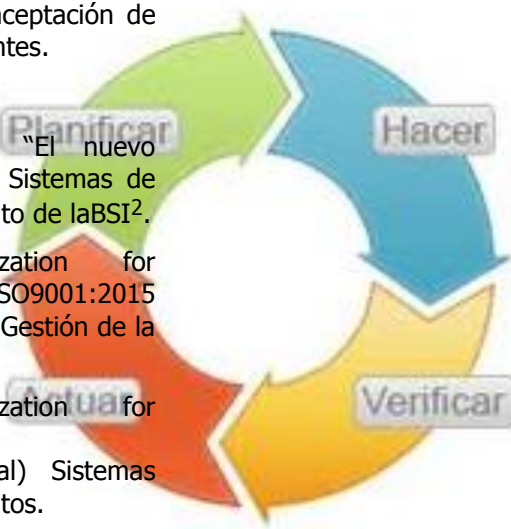 aceptación de
ntes.
Planificar
Hacer
“El nuevo
Sistemas de
to de laBSI2.
zation for
SO9001:2015
Gestión de la
Actuar
Verificar
zation for
al) Sistemas
tos.